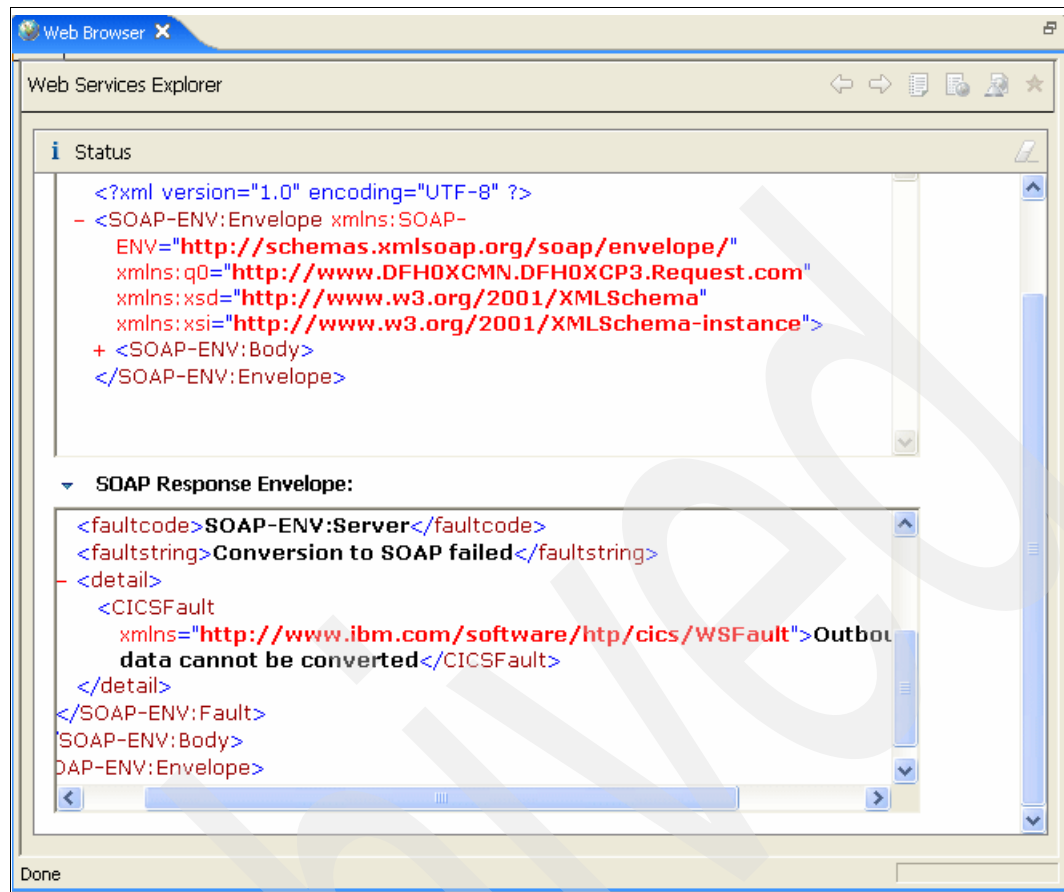 Web Browser
Web Services Explorer
i Status
<?xml version="1.0" encoding="UTF-8" ?>
- <SOAP-ENV:Envelope xmlns:SOAP-
ENV="http://schemas.xmlsoap.org/soap/envelope/"
xmlns:q0="http://www.DFH0XCMN.DFH0XCP3.Request.com"
xmlns:xsd="http://www.w3.org/2001/XMLSchema"
xmlns:xsi="http://www.w3.org/2001/XMLSchema-instance">
+ <SOAP-ENV:Body>
</SOAP-ENV:Envelope>
SOAP Response Envelope:
<faultcode>SOAP-ENV:Server</faultcode>
<faultstring>Conversion to SOAP failed</faultstring>
- <detail>
<CICSFault
xmlns="http://www.ibm.com/software/htp/cics/WSFault">Outbou
data cannot be converted</CICSFault>
</detail>
</SOAP-ENV:Fault>
SOAP-ENV:Body>
OAP-ENV:Envelope>
Done